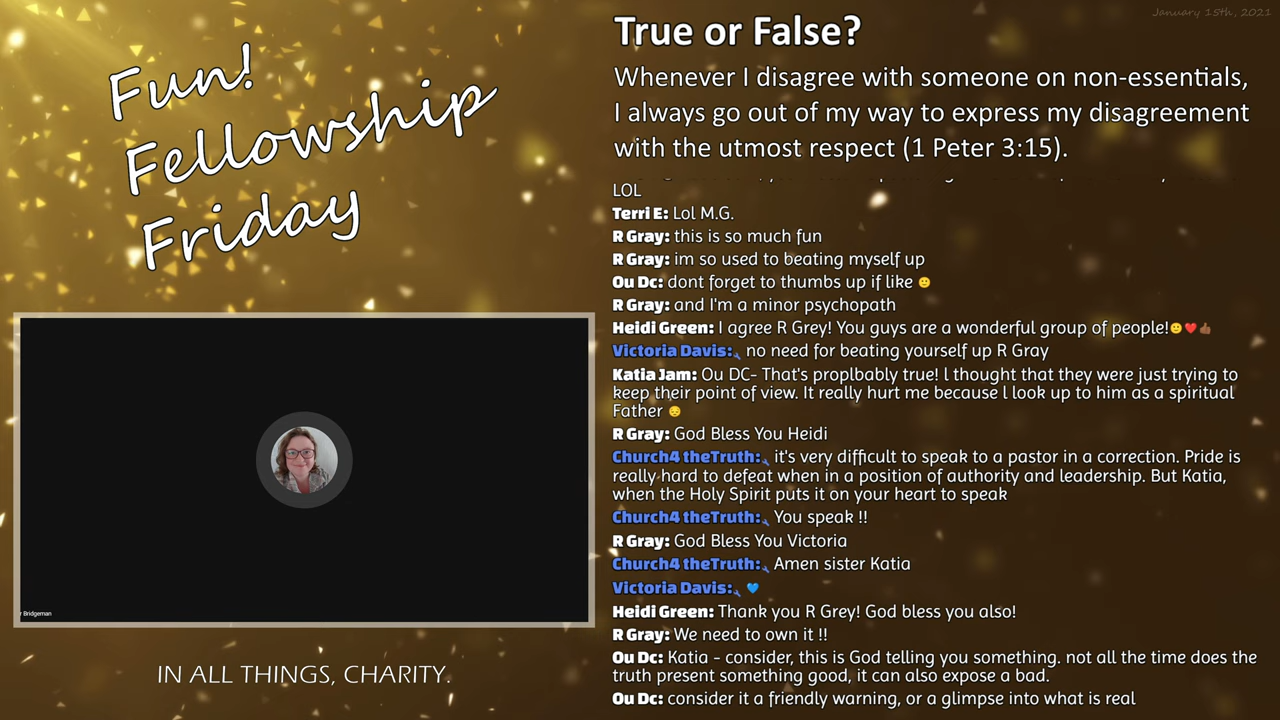 Fun!
Fellowship
Friday
Bridgeman
IN ALL THINGS, CHARITY.
January 15th, 2021
True or False?
Whenever I disagree with someone on non-essentials,
I always go out of my way to express my disagreement
with the utmost respect (1 Peter 3:15).
LOL
Terri E: Lol M.G.
R Gray: this is so much fun
R Gray: im so used to beating myself up
Ou Dc: dont forget to thumbs up if like 🙂
R Gray: and I'm a minor psychopath
Heidi Green: I agree R Grey! You guys are a wonderful group of people!🙂❤️👍🏾
Victoria Davis: no need for beating yourself up R Gray
Katia Jam: Ou DC- That's proplbably true! l thought that they were just trying to
keep their point of view. It really hurt me because l look up to him as a spiritual
Father 😔
R Gray: God Bless You Heidi
Church4 theTruth: it's very difficult to speak to a pastor in a correction. Pride is
really hard to defeat when in a position of authority and leadership. But Katia,
when the Holy Spirit puts it on your heart to speak
Church4 theTruth: You speak !!
R Gray: God Bless You Victoria
Church4 theTruth: Amen sister Katia
Victoria Davis: 💙
Heidi Green: Thank you R Grey! God bless you also!
R Gray: We need to own it !!
Ou Dc: Katia - consider, this is God telling you something. not all the time does the
truth present something good, it can also expose a bad.
Ou Dc: consider it a friendly warning, or a glimpse into what is real